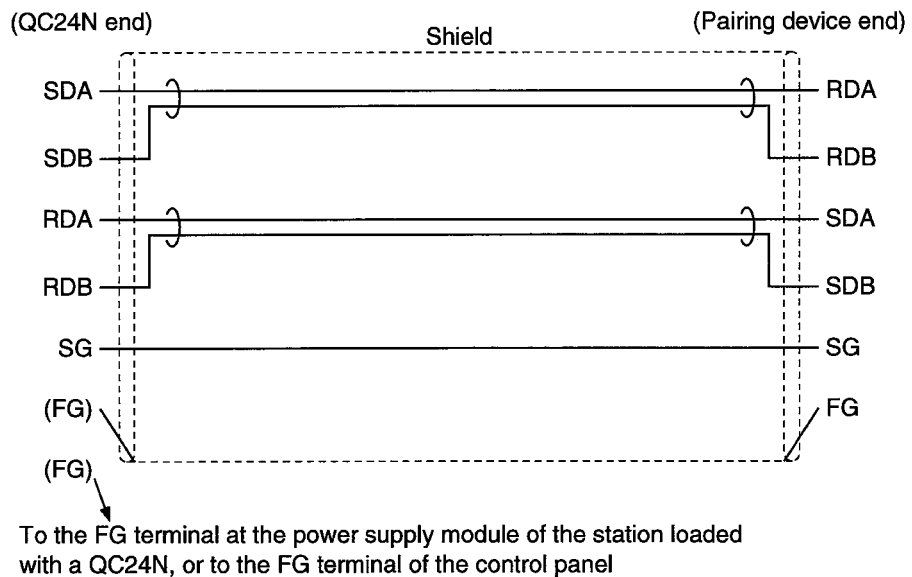 (QC24N end) (Pairing device end)
Shield
SDA RDA
SDB RDB
RDA SDA
RDB SDB
SG SG
(FG) FG
(FG)
To the FG terminal at the power supply module of the station loaded
with a QC24N, or to the FG terminal of the control panel